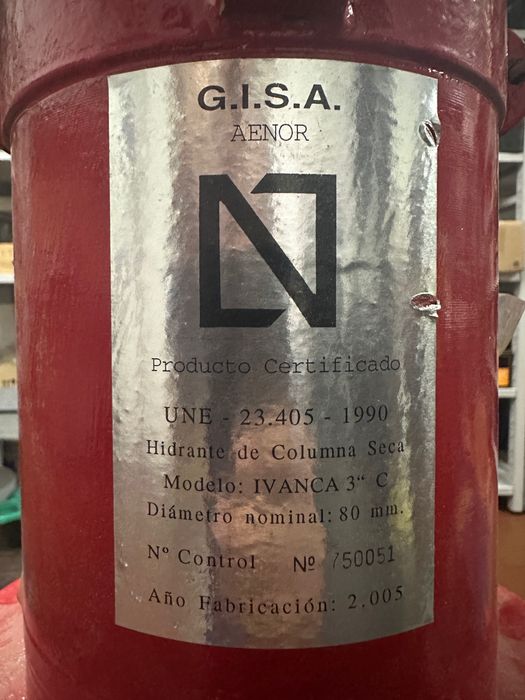 G.I.S.A.
AENOR
Producto Certificado
UNE - 23.405 - 1990
Hidrante de Columna Seca
Modelo: IVANCA 3“ C
Diámetro nominal: 80 mm.
Nº Control Nº 750051
Año Fabricación: 2.005